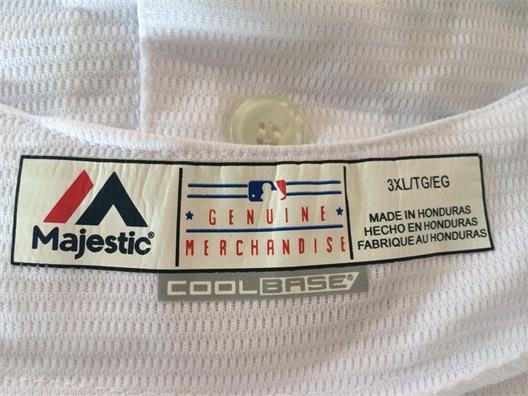 Majestic®
GENUINE
MERCHANDISE
3XL/TG/EG
MADE IN HONDURAS
HECHO EN HONDURAS
FABRIQUE AU HONDURAS
COOLBASE